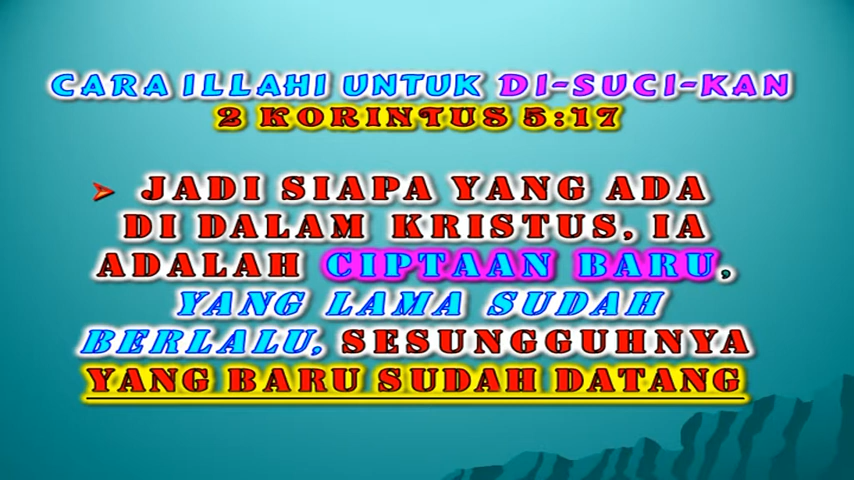 CARA ILLAHI UNTUK DI-SUCI-KAN
2 KORINTUS 5:17
JADI SIAPA YANG ADA
DI DALAM KRISTUS, IA
ADALAH CIPTAAN BARU,
YANG LAMA SUDAH
BERLALU, SESUNGGUHNYA
YANG BARU SUDAH DATANG